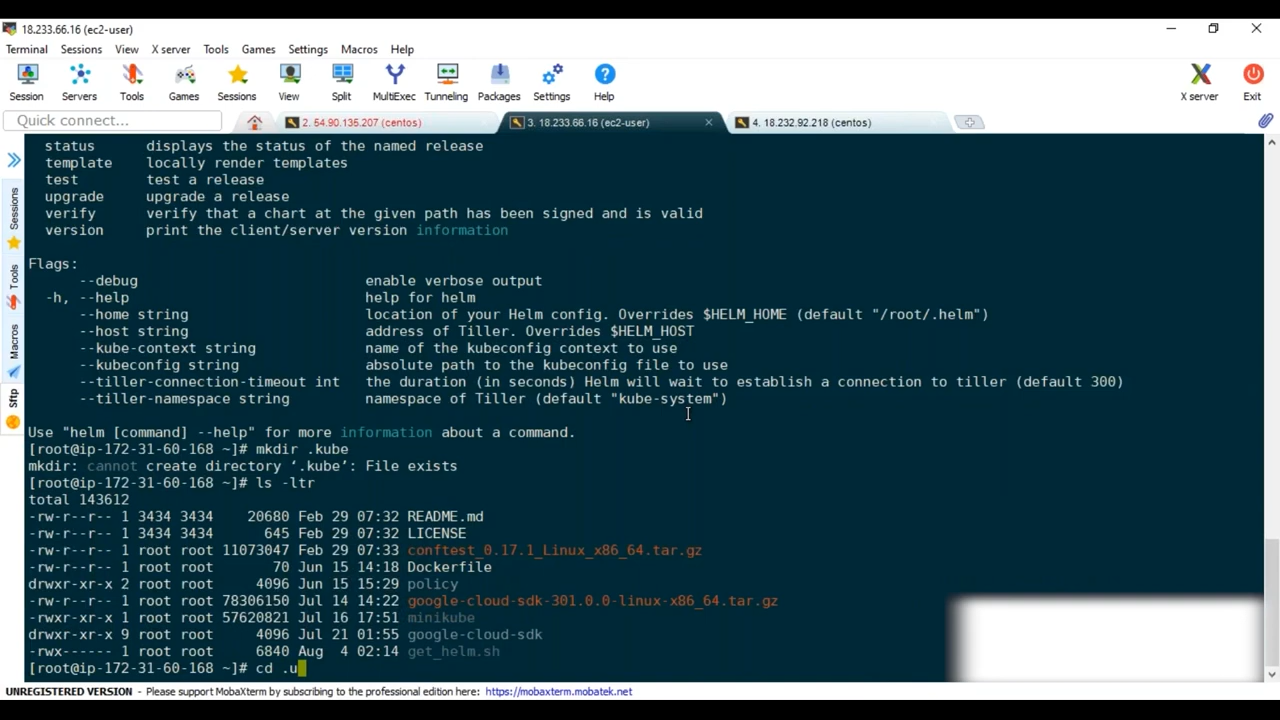 18.233.66.16 (ec2-user)
Terminal Sessions View X server Tools Games Settings Macros Help
Session Servers Tools Games Sessions View Split MultiExec Tunneling Packages Settings Help X server Exit
Quick connect...
2. 54.90.135.207 (centos)
3. 18.233.66.16 (ec2-user)
4. 18.232.92.218 (centos)
Sessions
Tools
Macros
Sftp
status displays the status of the named release
template locally render templates
test test a release
upgrade upgrade a release
verify verify that a chart at the given path has been signed and is valid
version print the client/server version information
Flags:
--debug enable verbose output
-h, --help help for helm
--home string location of your Helm config. Overrides $HELM_HOME (default "/root/.helm")
--host string address of Tiller. Overrides $HELM_HOST
--kube-context string name of the kubeconfig context to use
--kubeconfig string absolute path to the kubeconfig file to use
--tiller-connection-timeout int the duration (in seconds) Helm will wait to establish a connection to tiller (default 300)
--tiller-namespace string namespace of Tiller (default "kube-system")
Use "helm [command] --help" for more information about a command.
[root@ip-172-31-60-168 ~]# mkdir .kube
mkdir: cannot create directory ‘.kube’: File exists
[root@ip-172-31-60-168 ~]# ls -ltr
total 143612
-rw-r--r-- 1 3434 3434 20680 Feb 29 07:32 README.md
-rw-r--r-- 1 3434 3434 645 Feb 29 07:32 LICENSE
-rw-r--r-- 1 root root 11073047 Feb 29 07:33 conftest_0.17.1_Linux_x86_64.tar.gz
-rw-r--r-- 1 root root 70 Jun 15 14:18 Dockerfile
drwxr-xr-x 2 root root 4096 Jun 15 15:29 policy
-rw-r--r-- 1 root root 78306150 Jul 14 14:22 google-cloud-sdk-301.0.0-linux-x86_64.tar.gz
-rwxr-xr-x 1 root root 57620821 Jul 16 17:51 minikube
drwxr-xr-x 9 root root 4096 Jul 21 01:55 google-cloud-sdk
-rwx------ 1 root root 6840 Aug 4 02:14 get_helm.sh
[root@ip-172-31-60-168 ~]# cd .u
UNREGISTERED VERSION - Please support MobaXterm by subscribing to the professional edition here: https://mobaxterm.mobatek.net